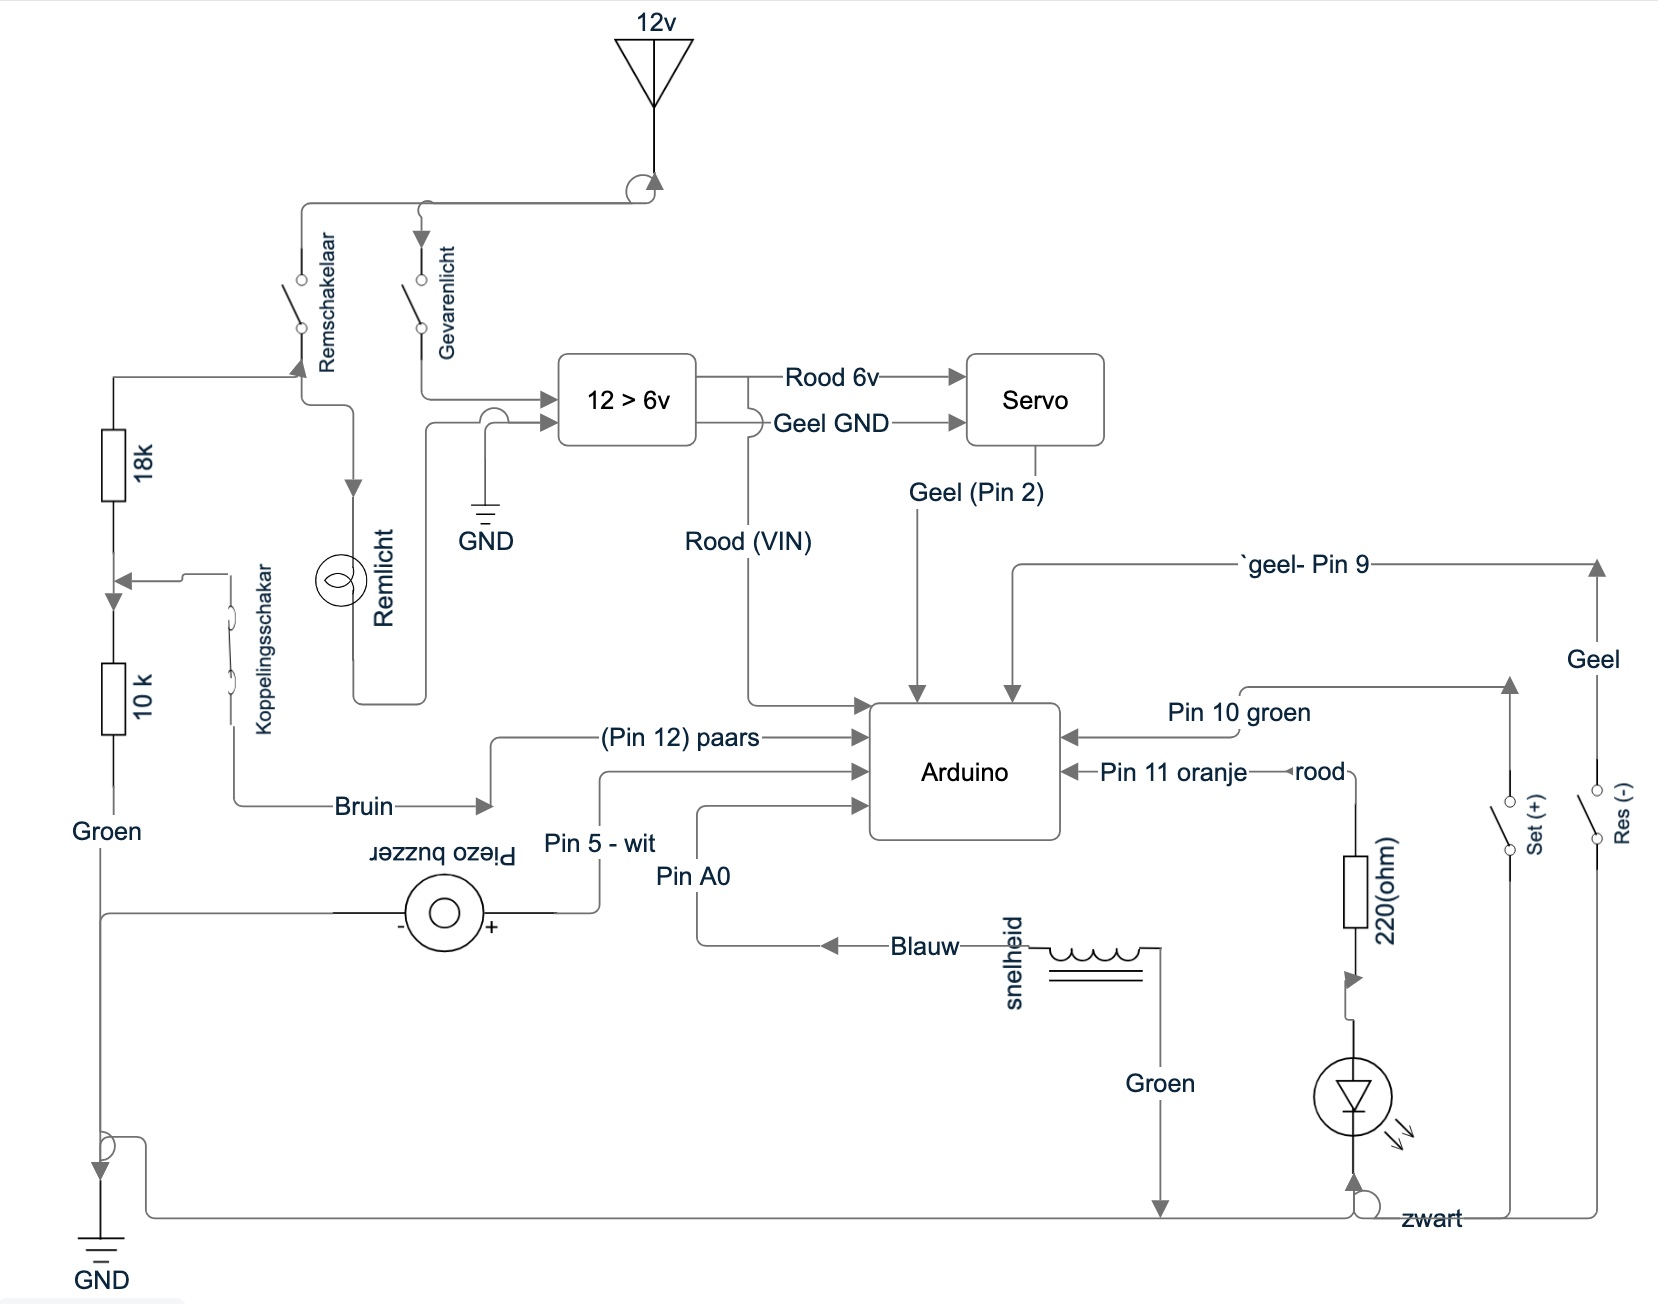 12v
Remschakelaar
Gevarenlicht
12 > 6v
Rood 6v
Geel GND
Servo
18k
Geel (Pin 2)
GND
Rood (VIN)
Remlicht
`geel- Pin 9
Koppelingsschakar
Geel
10 k
Pin 10 groen
(Pin 12) paars
Arduino
Pin 11 oranje
rood
Bruin
Set (+)
Res (-)
Groen
Piezo buzzer
Pin 5 - wit
Pin A0
220(ohm)
-
+
Blauw
snelheid
Groen
zwart
GND